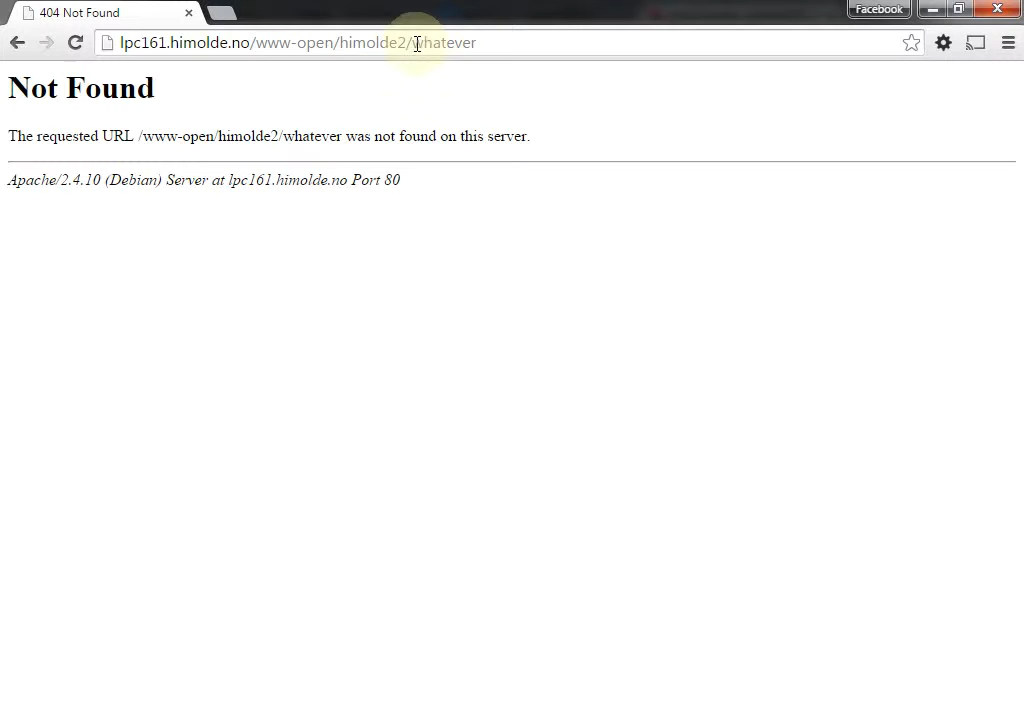 404 Not Found
Facebook
lpc161.himolde.no/www-open/himolde2/whatever
Not Found
The requested URL /www-open/himolde2/whatever was not found on this server.
Apache/2.4.10 (Debian) Server at lpc161.himolde.no Port 80